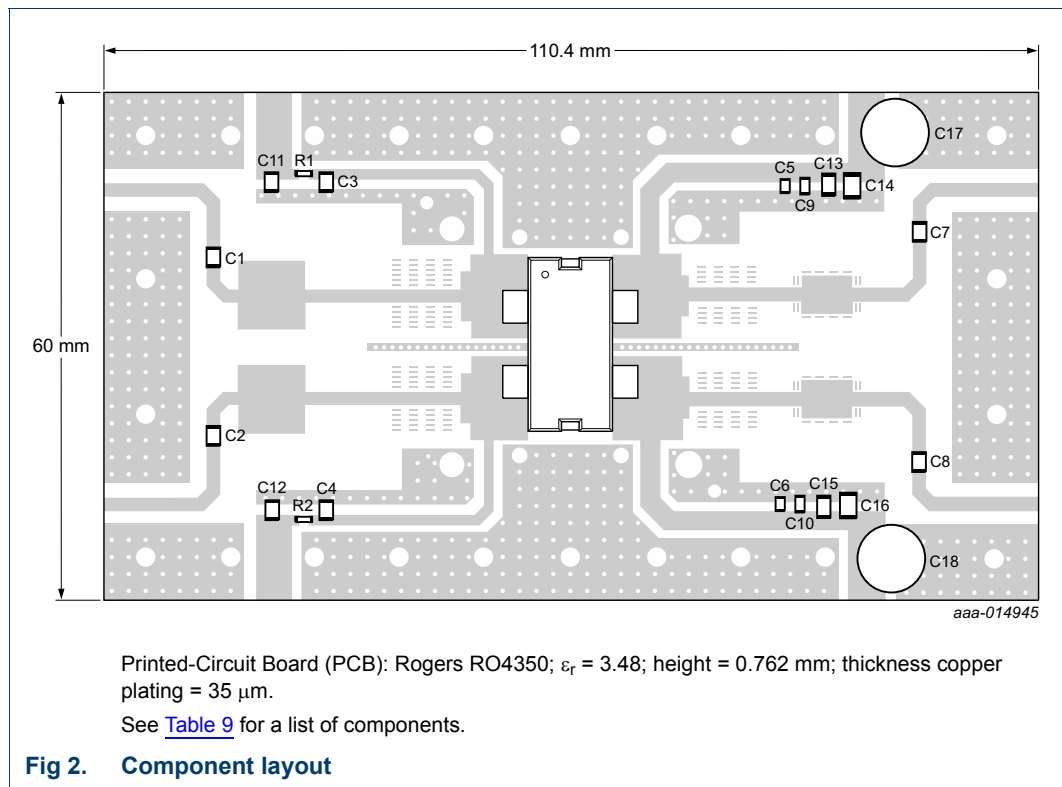 110.4 mm
C17
C11
R1
C3
C5
C13
C14
C9
C7
C1
60 mm
C2
C8
C12
R2
C4
C6
C15
C16
C10
C18
aaa-014945
Printed-Circuit Board (PCB): Rogers RO4350; εr = 3.48; height = 0.762 mm; thickness copper
plating = 35 μm.
See Table 9 for a list of components.
Fig 2. Component layout